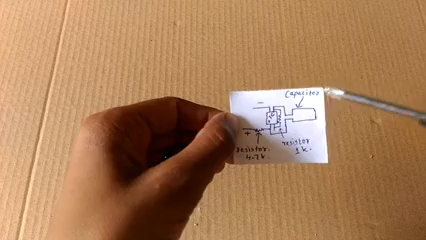 Capacitor
−
+
resistor
4.7k.
resistor
1k.